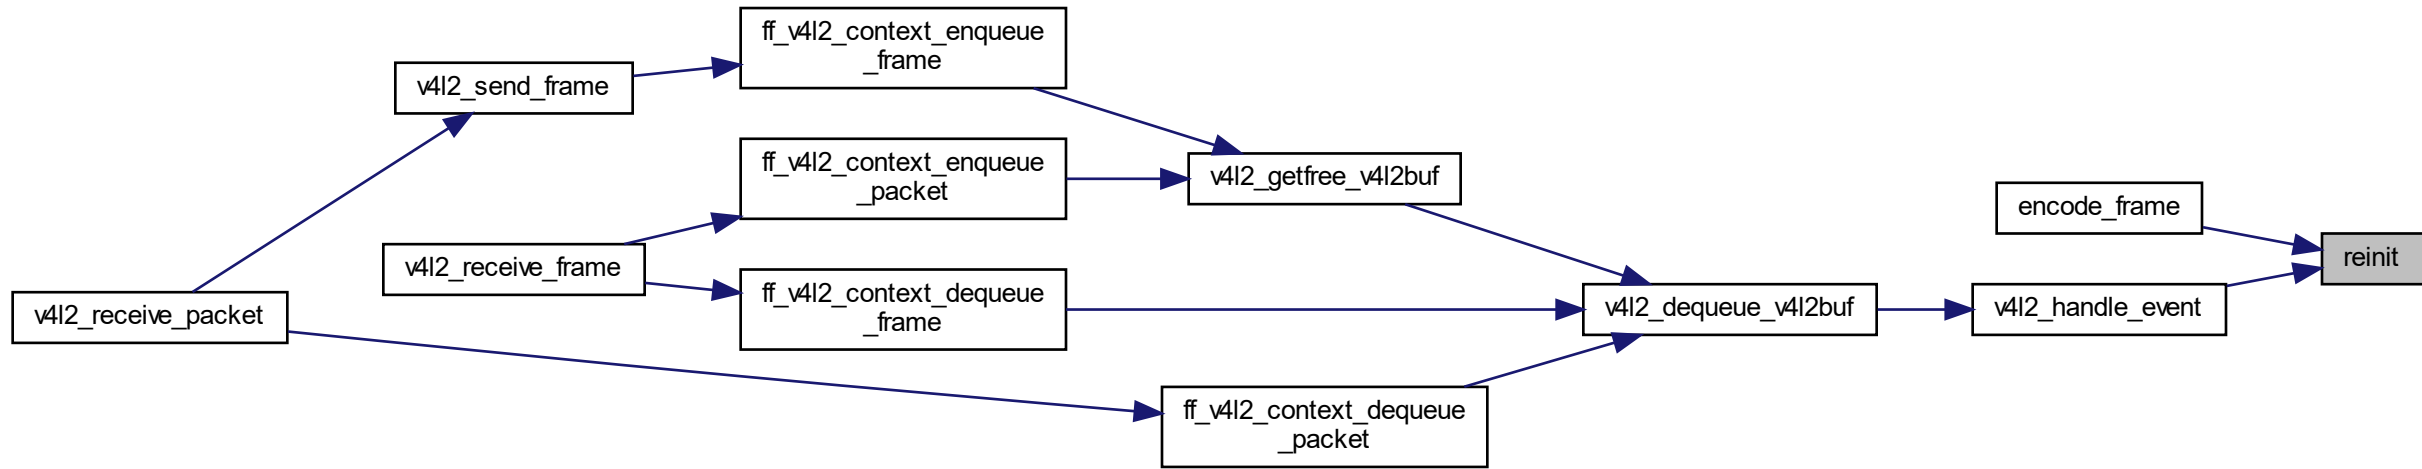 ff_v4l2_context_enqueue
_frame
v4l2_send_frame
ff_v4l2_context_enqueue
_packet
v4l2_getfree_v4l2buf
encode_frame
reinit
v4l2_receive_frame
ff_v4l2_context_dequeue
_frame
v4l2_dequeue_v4l2buf
v4l2_handle_event
v4l2_receive_packet
ff_v4l2_context_dequeue
_packet